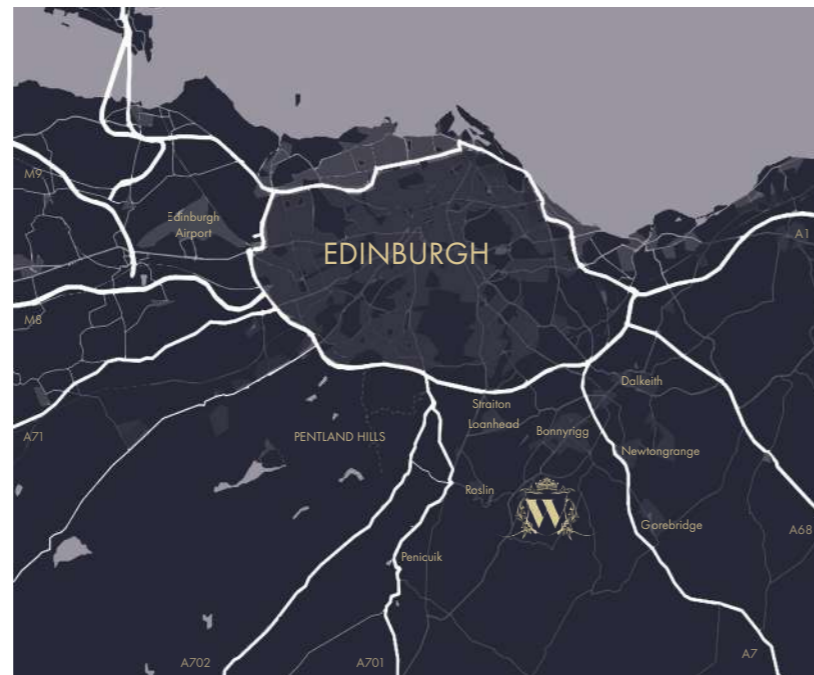 M9
Edinburgh
Airport
EDINBURGH
A1
M8
Dalkeith
Straiton
Loanhead
A71
PENTLAND HILLS
Bonnyrigg
Newtongrange
Roslin
W
Gorebridge
A68
Penicuik
A7
A702
A701